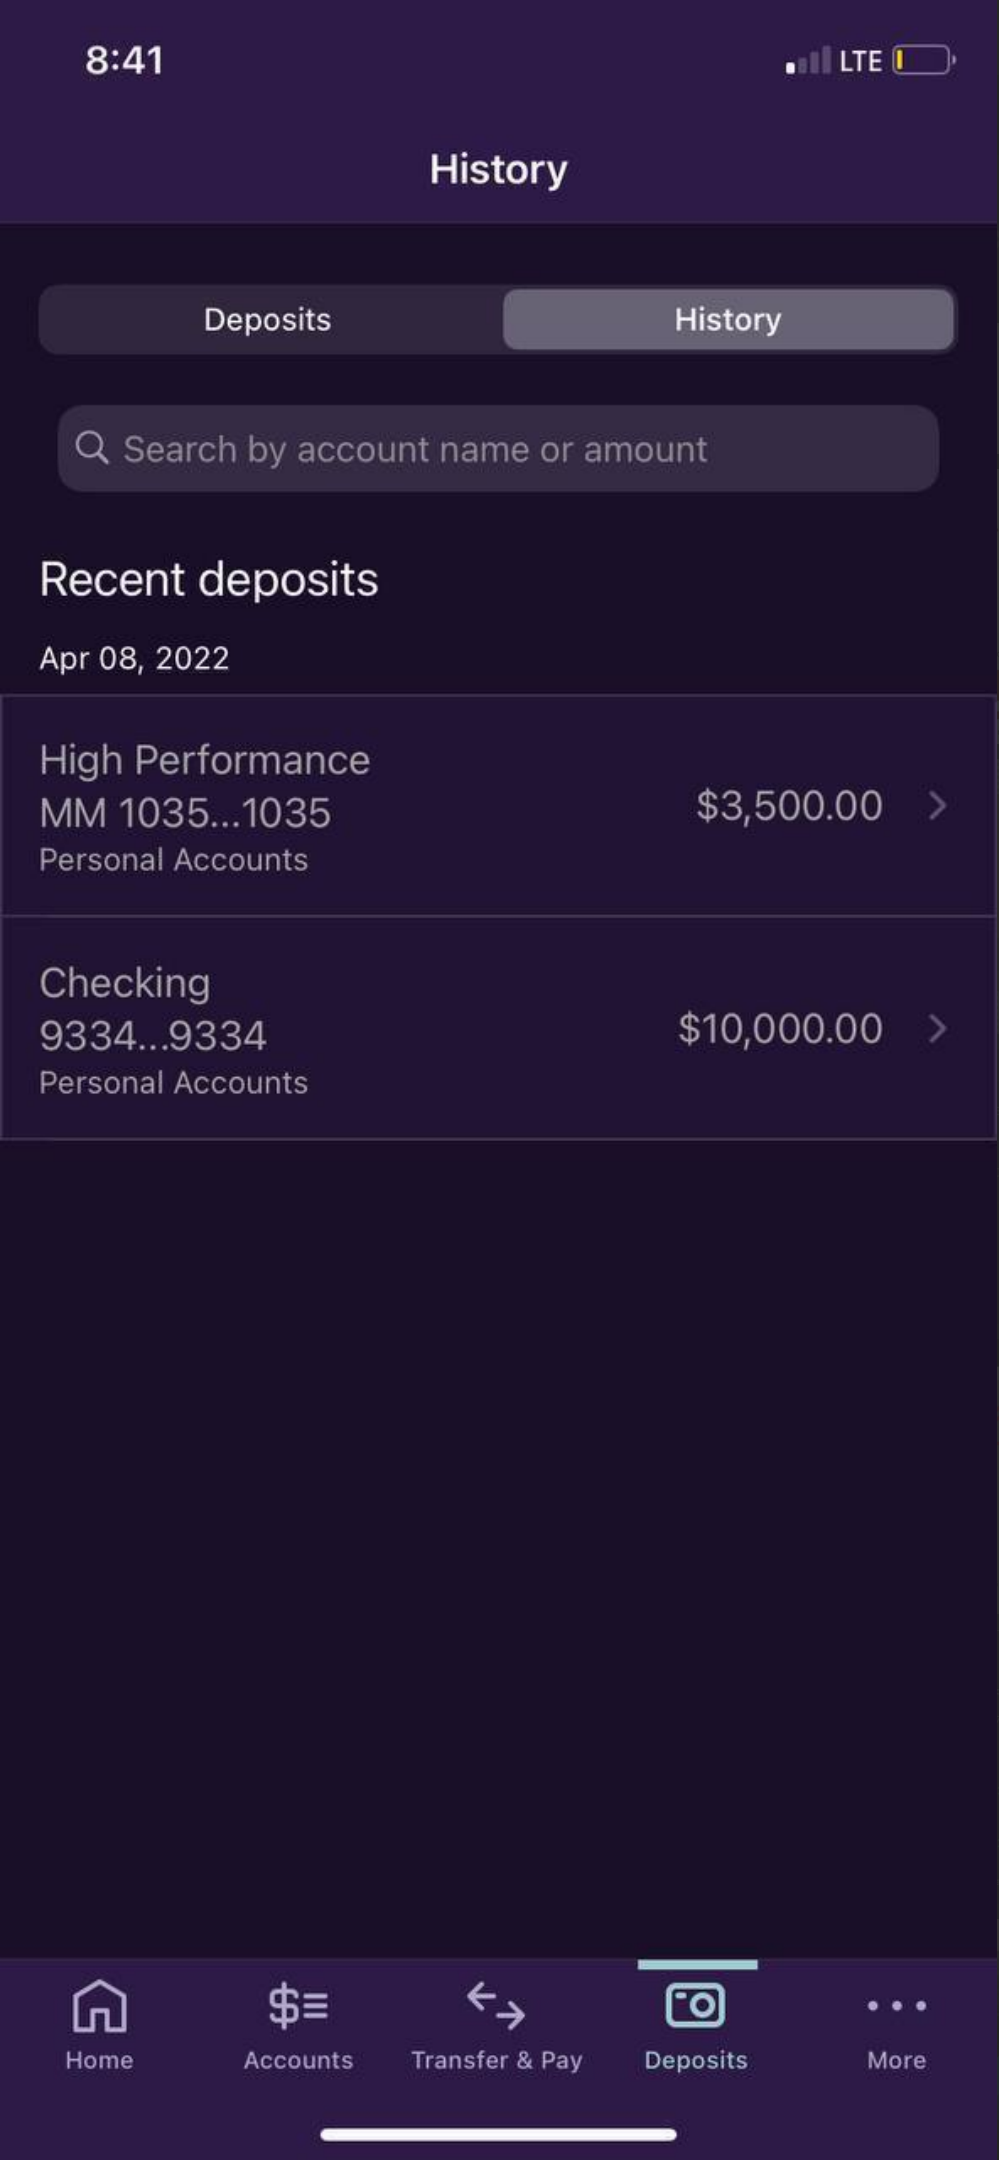 8:41
LTE
History
Deposits
History
Search by account name or amount
Recent deposits
Apr 08, 2022
High Performance
MM 1035...1035
$3,500.00
Personal Accounts
Checking
9334...9334
$10,000.00
Personal Accounts
Home
Accounts
Transfer & Pay
Deposits
More